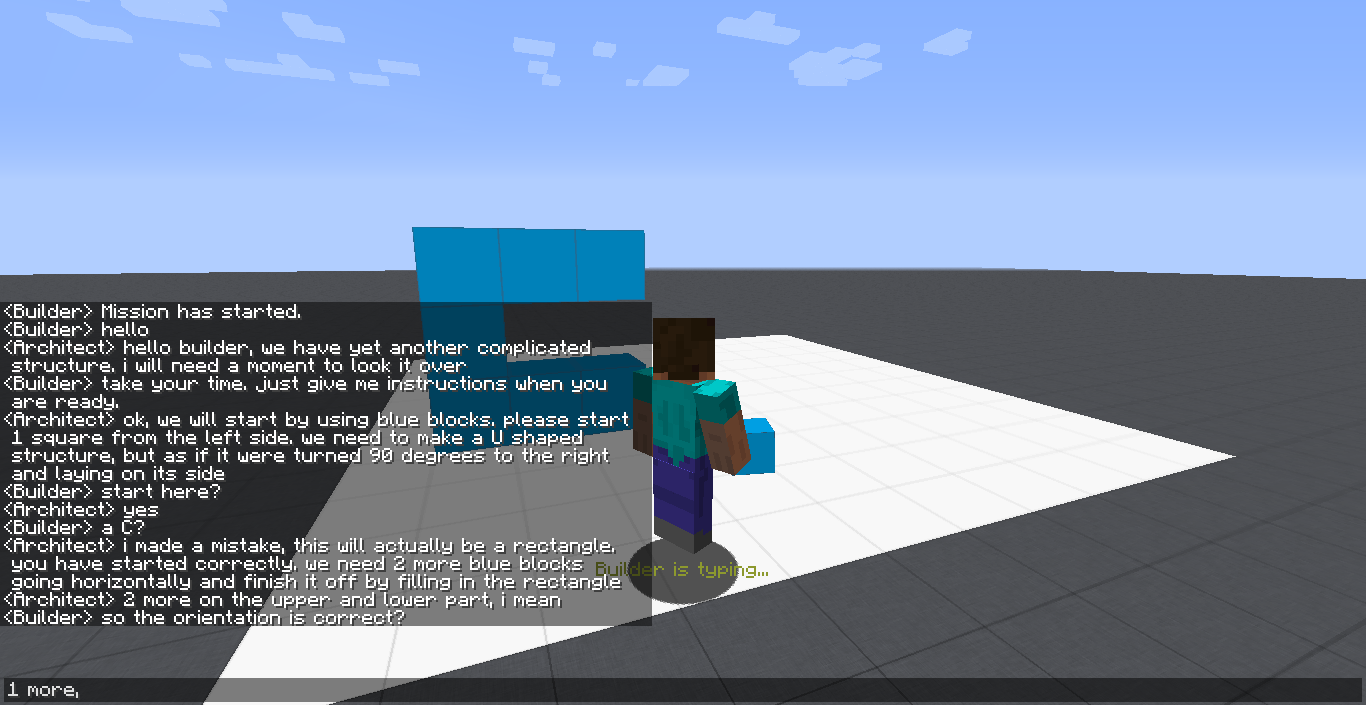 <Builder> Mission has started.
<Builder> hello
<Architect> hello builder, we have yet another complicated
structure. i will need a moment to look it over
<Builder> take your time. just give me instructions when you
are ready.
<Architect> ok, we will start by using blue blocks. please start
1 square from the left side. we need to make a U shaped
structure, but as if it were turned 90 degrees to the right
and laying on its side
<Builder> start here?
<Architect> yes
<Builder> a C?
<Architect> i made a mistake, this will actually be a rectangle.
you have started correctly. we need 2 more blue blocks
going horizontally and finish it off by filling in the rectangle
<Architect> 2 more on the upper and lower part, i mean
<Builder> so the orientation is correct?
Builder is typing...
1 more,